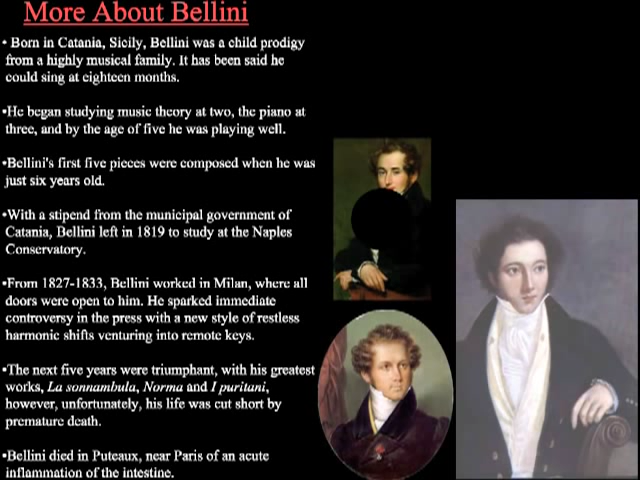 More About Bellini
• Born in Catania, Sicily, Bellini was a child prodigy
from a highly musical family. It has been said he
could sing at eighteen months.
•He began studying music theory at two, the piano at
three, and by the age of five he was playing well.
•Bellini's first five pieces were composed when he was
just six years old.
•With a stipend from the municipal government of
Catania, Bellini left in 1819 to study at the Naples
Conservatory.
•From 1827-1833, Bellini worked in Milan, where all
doors were open to him. He sparked immediate
controversy in the press with a new style of restless
harmonic shifts venturing into remote keys.
•The next five years were triumphant, with his greatest
works, La sonnambula, Norma and I puritani,
however, unfortunately, his life was cut short by
premature death.
•Bellini died in Puteaux, near Paris of an acute
inflammation of the intestine.